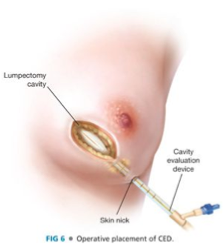 Lumpectomy
cavity
Cavity
evaluation
device
Skin nick
FIG 6 • Operative placement of CED.